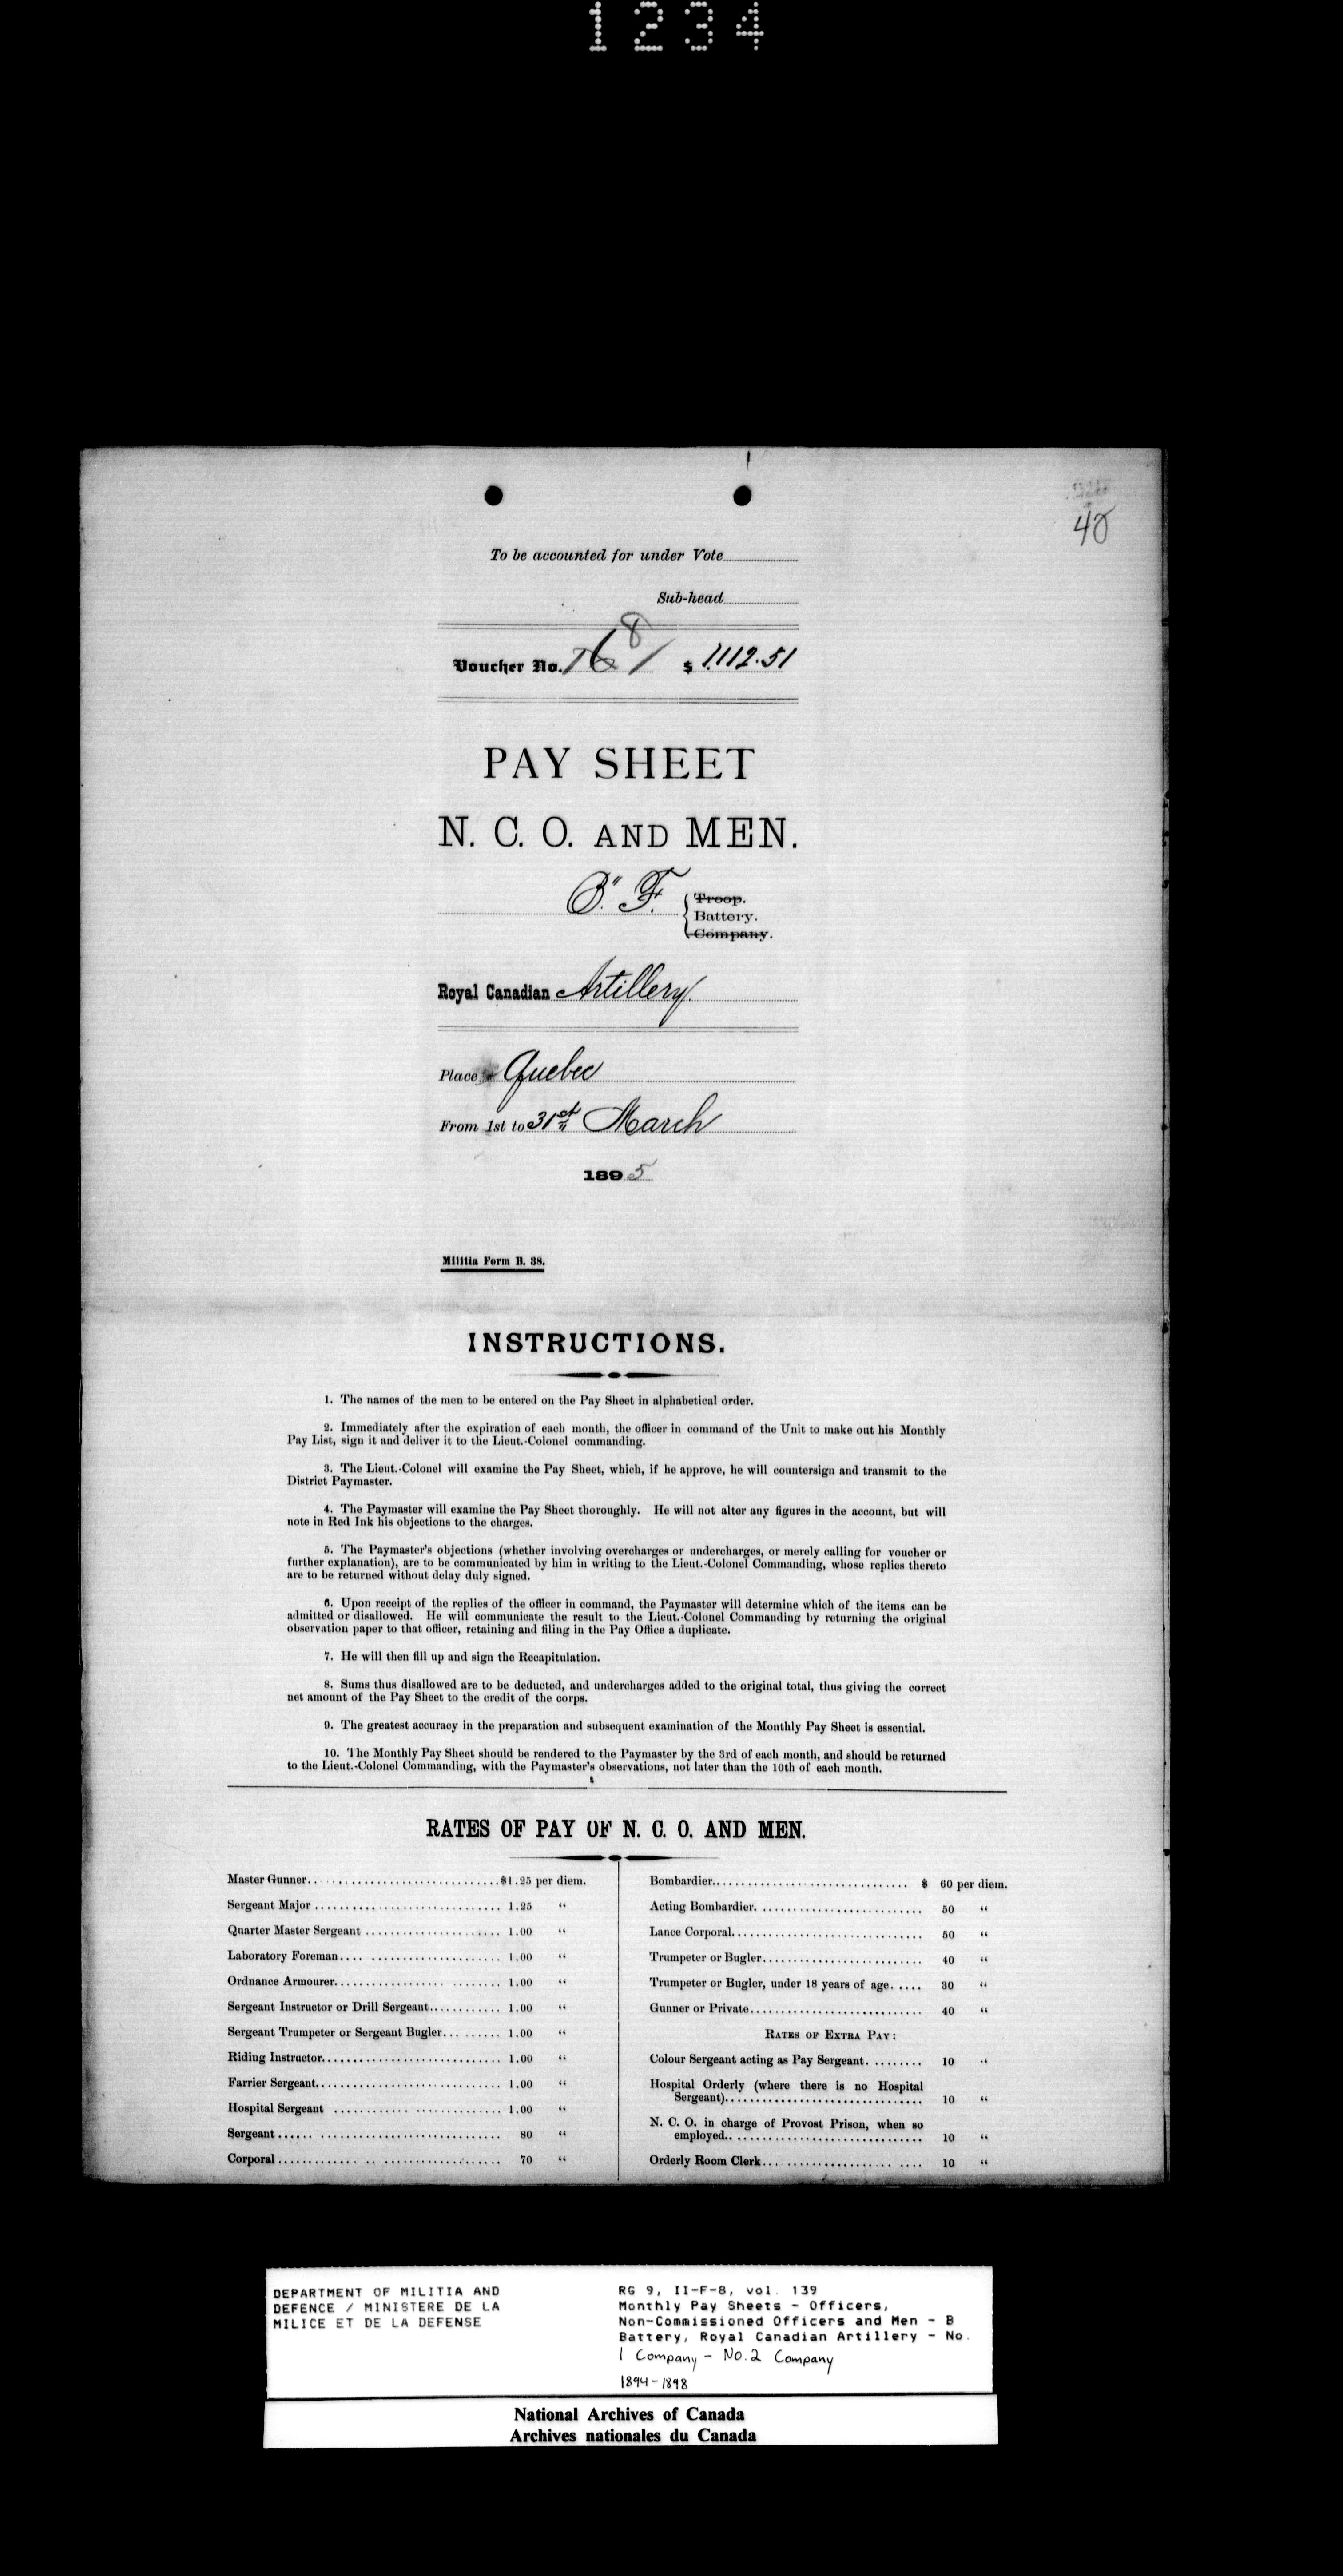 1234
40
To be accounted for under Vote
Sub-head
Voucher No. $ 1112.51
PAY SHEET
N. C. O. AND MEN.
"B" F. Troop.
Battery.
Company.
Royal Canadian Artillery.
Place Quebec
From 1st to 31st March
1895
Militia Form B. 38.
INSTRUCTIONS.
1. The names of the men to be entered on the Pay Sheet in alphabetical order.
2. Immediately after the expiration of each month, the officer in command of the Unit to make out his Monthly
Pay List, sign it and deliver it to the Lieut.-Colonel commanding.
3. The Lieut.-Colonel will examine the Pay Sheet, which, if he approve, he will countersign and transmit to the
District Paymaster.
4. The Paymaster will examine the Pay Sheet thoroughly. He will not alter any figures in the account, but will
note in Red Ink his objections to the charges.
5. The Paymaster's objections (whether involving overcharges or undercharges, or merely calling for voucher or
further explanation), are to be communicated by him in writing to the Lieut.-Colonel Commanding, whose replies thereto
are to be returned without delay duly signed.
6. Upon receipt of the replies of the officer in command, the Paymaster will determine which of the items can be
admitted or disallowed. He will communicate the result to the Lieut.-Colonel Commanding by returning the original
observation paper to that officer, retaining and filing in the Pay Office a duplicate.
7. He will then fill up and sign the Recapitulation.
8. Sums thus disallowed are to be deducted, and undercharges added to the original total, thus giving the correct
net amount of the Pay Sheet to the credit of the corps.
9. The greatest accuracy in the preparation and subsequent examination of the Monthly Pay Sheet is essential.
10. The Monthly Pay Sheet should be rendered to the Paymaster by the 3rd of each month, and should be returned
to the Lieut.-Colonel Commanding, with the Paymaster's observations, not later than the 10th of each month.
RATES OF PAY OF N. C. O. AND MEN.
Master Gunner $1.25 per diem.
Sergeant Major 1.25 "
Quarter Master Sergeant 1.00 "
Laboratory Foreman 1.00 "
Ordnance Armourer 1.00 "
Sergeant Instructor or Drill Sergeant 1.00 "
Sergeant Trumpeter or Sergeant Bugler 1.00 "
Riding Instructor 1.00 "
Farrier Sergeant 1.00 "
Hospital Sergeant 1.00 "
Sergeant 80 "
Corporal 70 "
Bombardier $ 60 per diem.
Acting Bombardier 50 "
Lance Corporal 50 "
Trumpeter or Bugler 40 "
Trumpeter or Bugler, under 18 years of age 30 "
Gunner or Private 40 "
RATES OF EXTRA PAY:
Colour Sergeant acting as Pay Sergeant 10 "
Hospital Orderly (where there is no Hospital
Sergeant) 10 "
N. C. O. in charge of Provost Prison, when so
employed 10 "
Orderly Room Clerk 10 "
DEPARTMENT OF MILITIA AND
DEFENCE / MINISTERE DE LA
MILICE ET DE LA DEFENSE
RG 9, II-F-8, vol. 139
Monthly Pay Sheets - Officers,
Non-Commissioned Officers and Men - B
Battery, Royal Canadian Artillery - No.
1 Company - No.2 Company
1894-1898
National Archives of Canada
Archives nationales du Canada